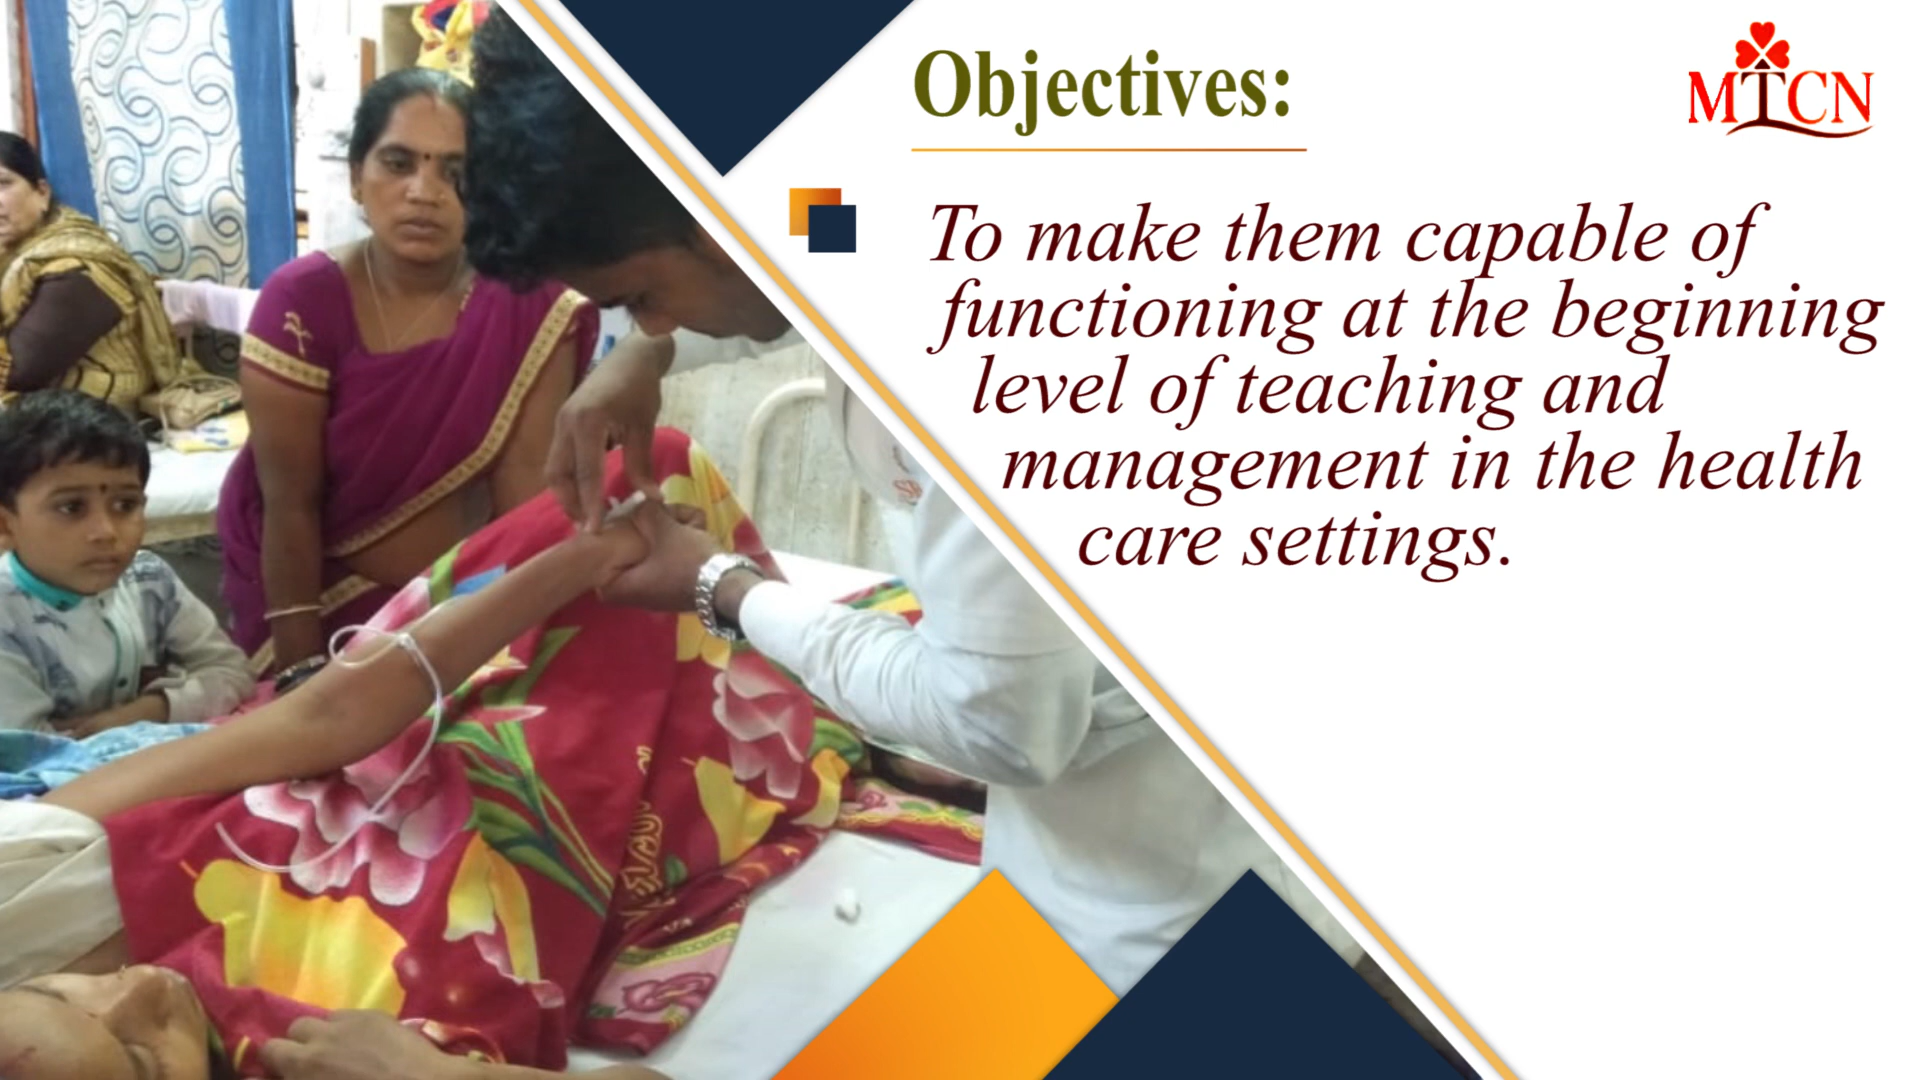 Objectives:
MTCN
To make them capable of
functioning at the beginning
level of teaching and
management in the health
care settings.